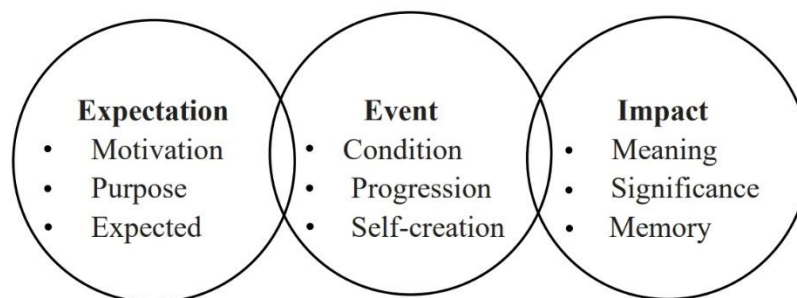 Expectation
• Motivation
• Purpose
• Expected
Event
• Condition
• Progression
• Self-creation
Impact
• Meaning
• Significance
• Memory